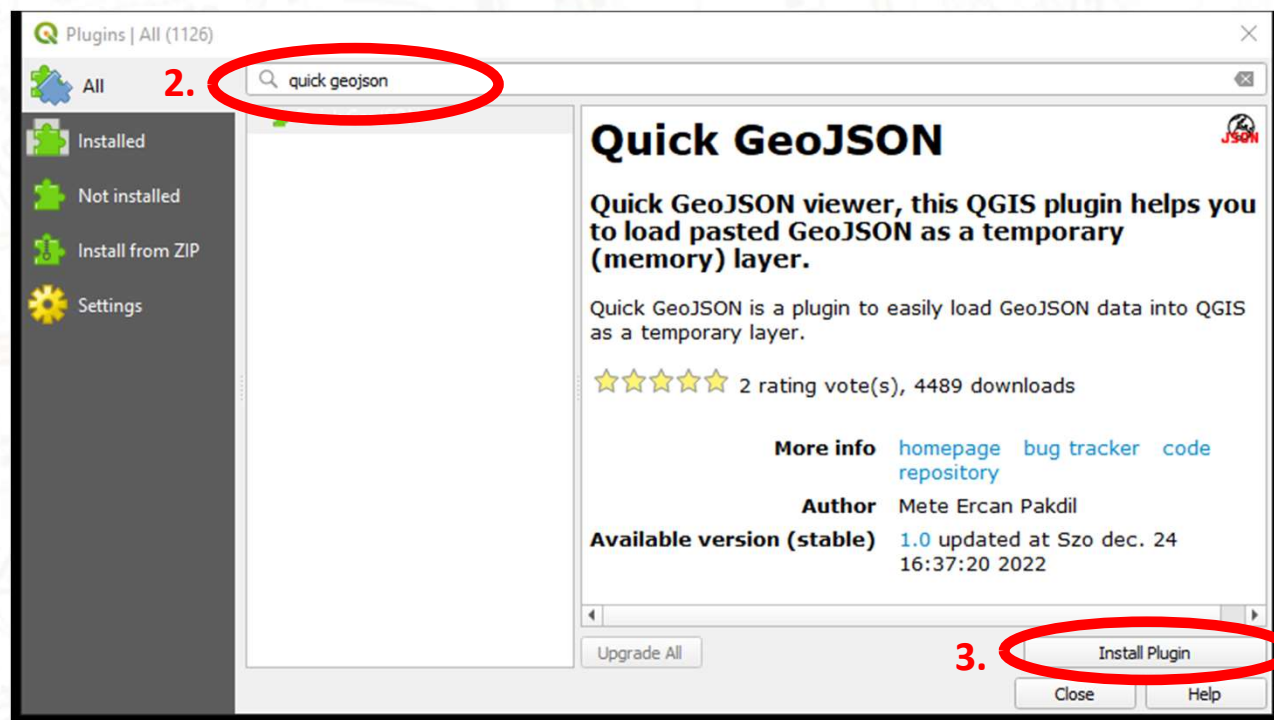 Plugins | All (1126)
All
2.
quick geojson
Installed
Not installed
Install from ZIP
Settings
Quick GeoJSON
JSON
Quick GeoJSON viewer, this QGIS plugin helps you
to load pasted GeoJSON as a temporary
(memory) layer.
Quick GeoJSON is a plugin to easily load GeoJSON data into QGIS
as a temporary layer.
2 rating vote(s), 4489 downloads
More info homepage bug tracker code
repository
Author Mete Ercan Pakdil
Available version (stable) 1.0 updated at Szo dec. 24
16:37:20 2022
Upgrade All
3.
Install Plugin
Close
Help